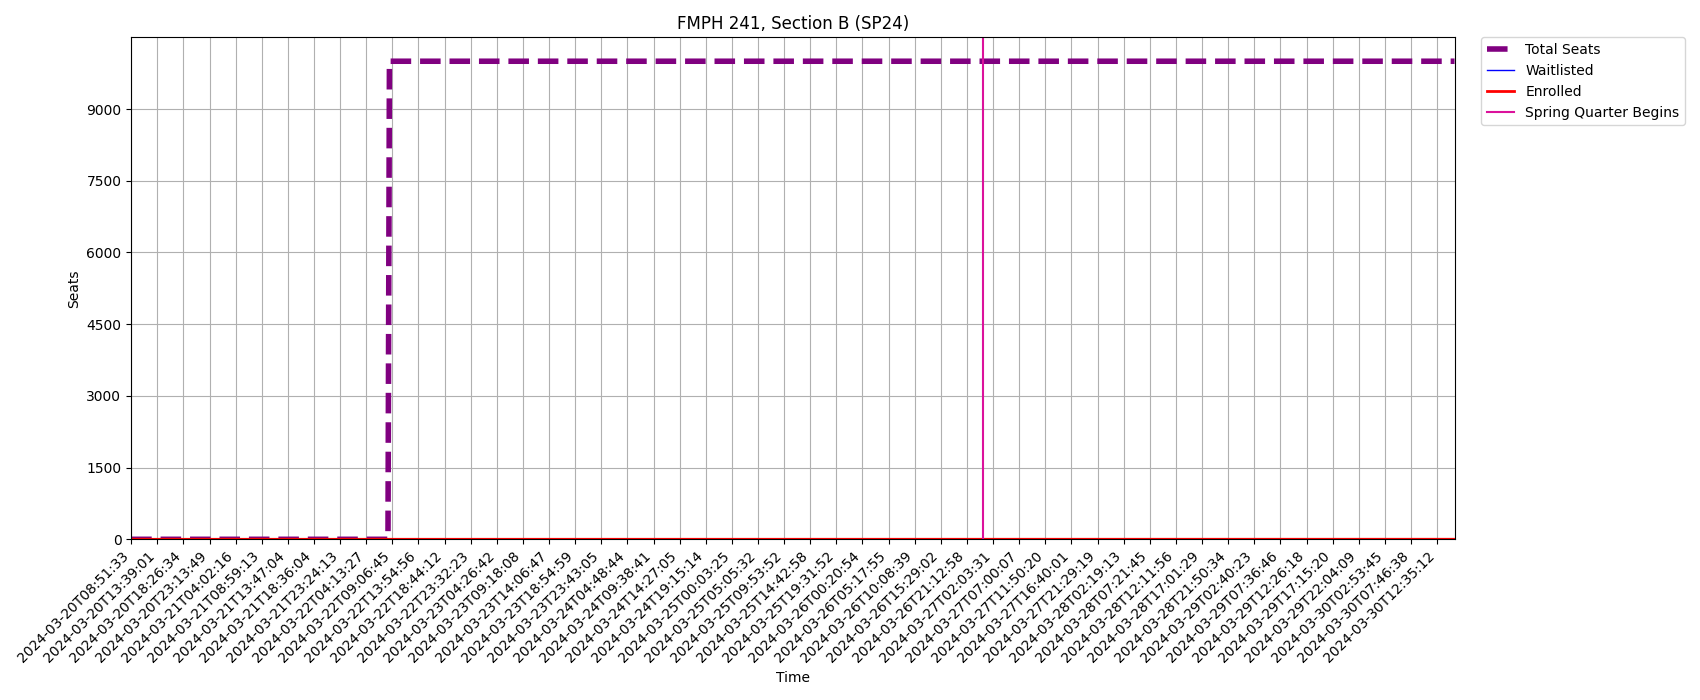 FMPH 241, Section B (SP24)
Total Seats
Waitlisted
Enrolled
Spring Quarter Begins
Seats
9000
7500
6000
4500
3000
1500
0
2024-03-20T08:51:33
2024-03-20T13:39:01
2024-03-20T18:26:34
2024-03-20T23:13:49
2024-03-21T04:02:16
2024-03-21T08:59:13
2024-03-21T13:47:04
2024-03-21T18:36:04
2024-03-21T23:24:13
2024-03-22T04:13:27
2024-03-22T09:06:45
2024-03-22T13:54:56
2024-03-22T18:44:12
2024-03-22T23:32:23
2024-03-23T04:26:42
2024-03-23T09:18:08
2024-03-23T14:06:47
2024-03-23T18:54:59
2024-03-23T23:43:05
2024-03-24T04:48:44
2024-03-24T09:38:41
2024-03-24T14:27:05
2024-03-24T19:15:14
2024-03-25T00:03:25
2024-03-25T05:05:32
2024-03-25T09:53:52
2024-03-25T14:42:58
2024-03-25T19:31:52
2024-03-26T00:20:54
2024-03-26T05:17:55
2024-03-26T10:08:39
2024-03-26T15:29:02
2024-03-26T21:12:58
2024-03-27T02:03:31
2024-03-27T07:00:07
2024-03-27T11:50:20
2024-03-27T16:40:01
2024-03-27T21:29:19
2024-03-28T02:19:13
2024-03-28T07:21:45
2024-03-28T12:11:56
2024-03-28T17:01:29
2024-03-28T21:50:34
2024-03-29T02:40:23
2024-03-29T07:36:46
2024-03-29T12:26:18
2024-03-29T17:15:20
2024-03-29T22:04:09
2024-03-30T02:53:45
2024-03-30T07:46:38
2024-03-30T12:35:12
Time